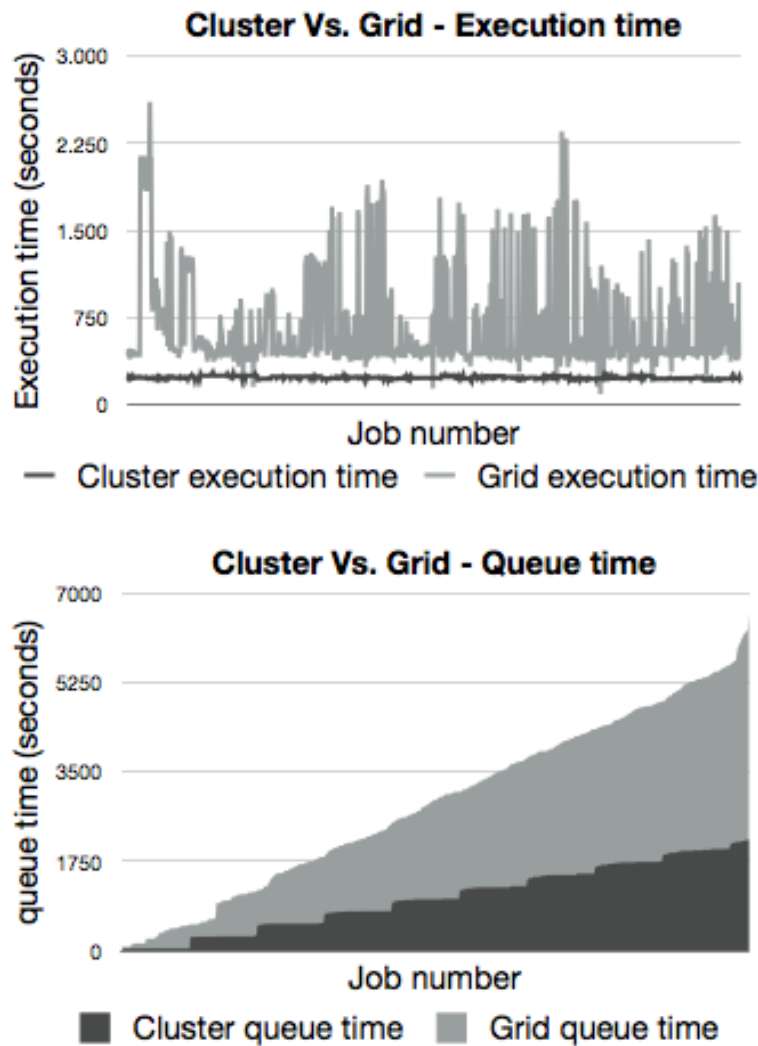 Cluster Vs. Grid - Execution time
Execution time (seconds)
3.000
2.250
1.500
750
0
Job number
Cluster execution time
Grid execution time
Cluster Vs. Grid - Queue time
queue time (seconds)
7000
5250
3500
1750
0
Job number
Cluster queue time
Grid queue time